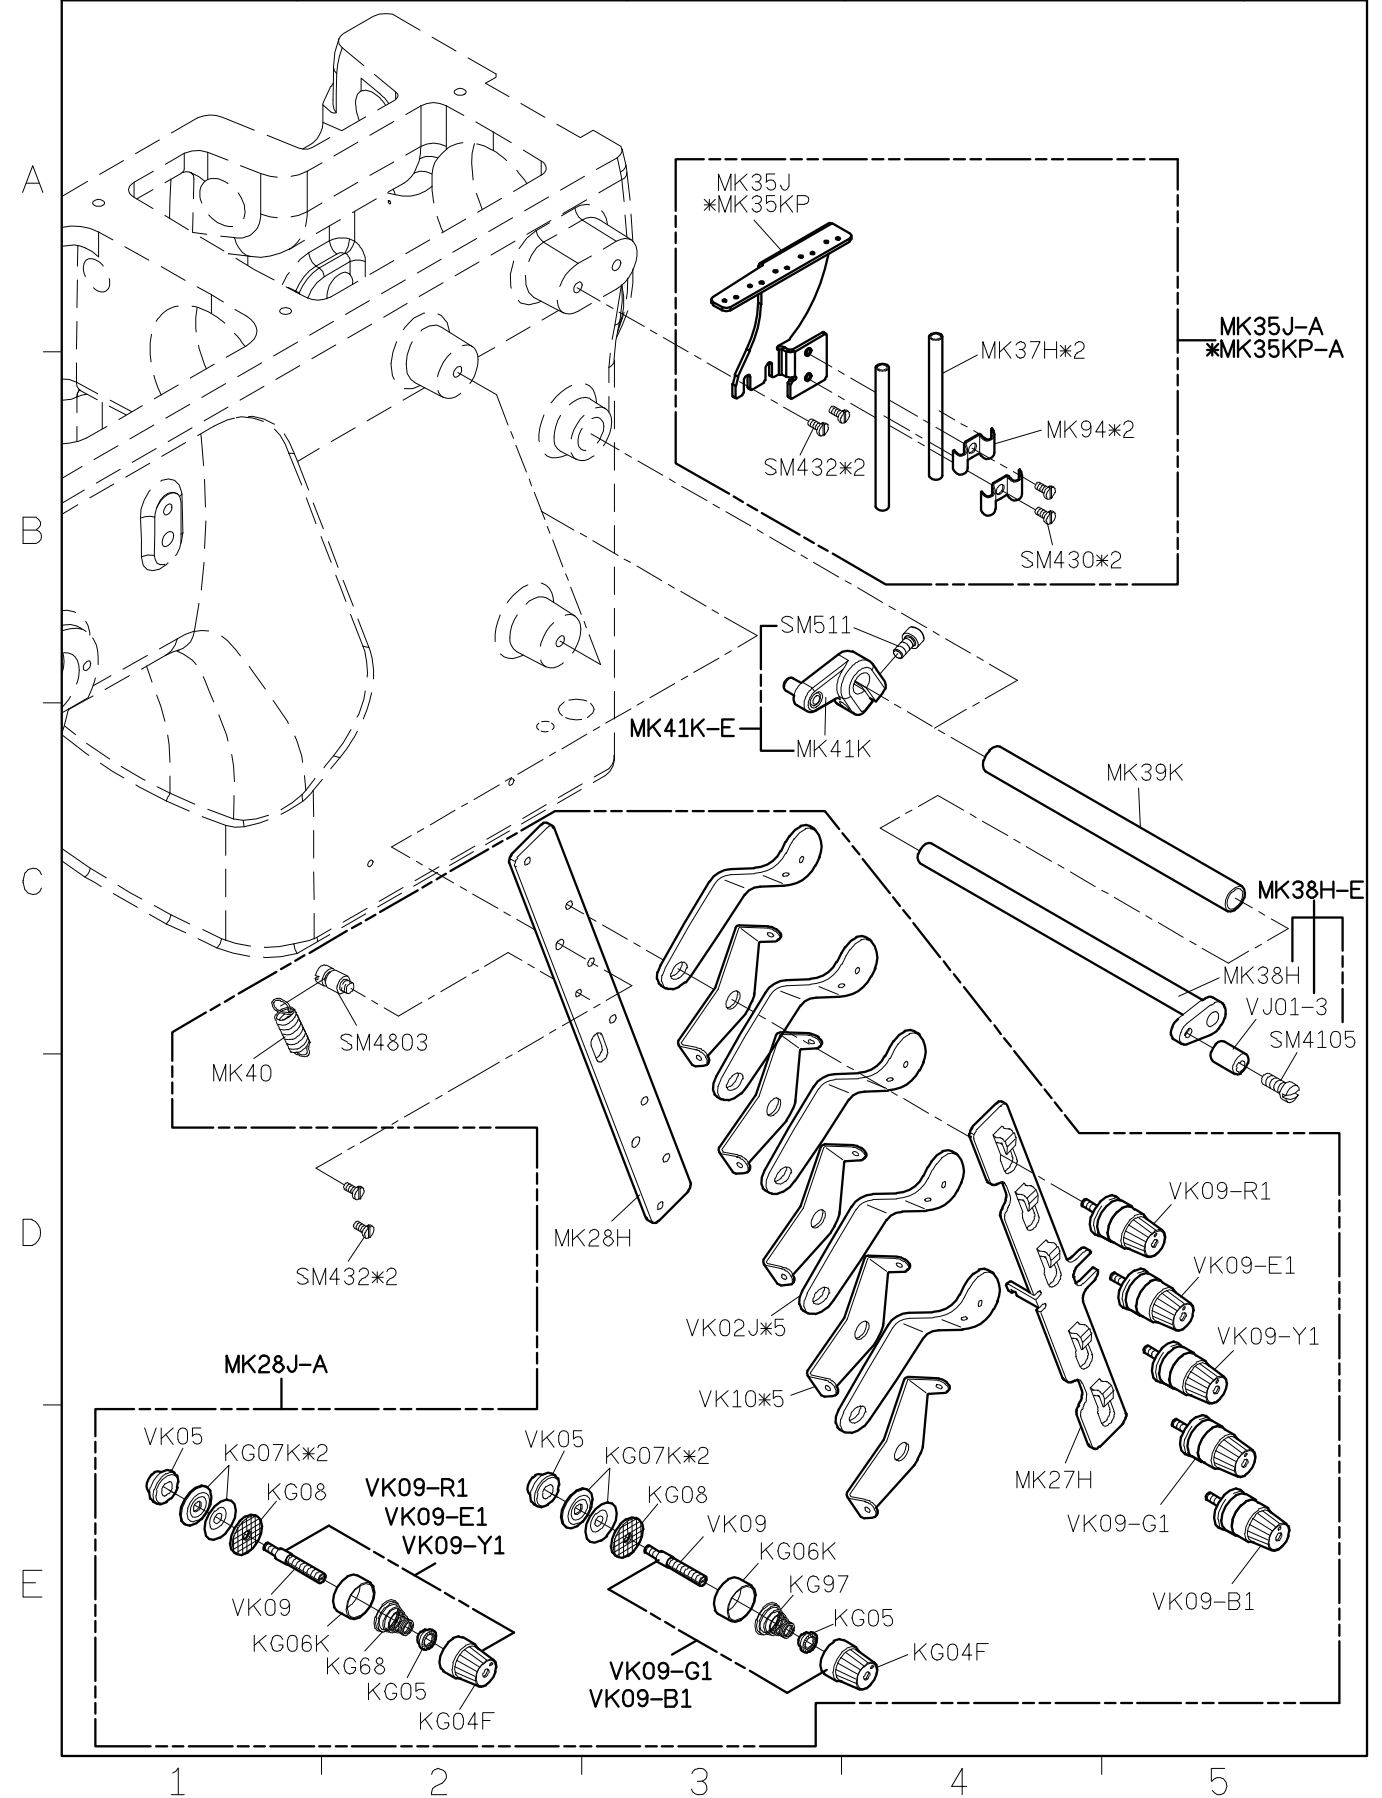 A
MK35J
*MK35KP
MK35J-A
*MK35KP-A
MK37H*2
MK94*2
SM432*2
B
SM430*2
SM511
MK41K-E
MK41K
MK39K
C
MK38H-E
MK38H
VJ01-3
SM4105
SM4803
MK40
VK09-R1
D
MK28H
VK09-E1
SM432*2
VK02J*5
VK09-Y1
MK28J-A
VK10*5
VK05
KG07K*2
KG08
VK09-R1
VK09-E1
VK09-Y1
VK05
KG07K*2
KG08
VK09
KG06K
KG97
KG05
MK27H
VK09-G1
E
VK09
KG06K
KG68
KG05
KG04F
VK09-G1
VK09-B1
KG04F
VK09-B1
1 2 3 4 5